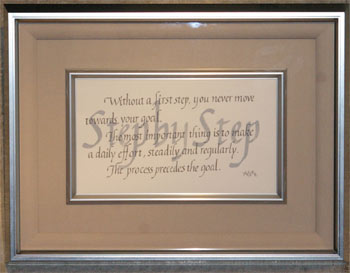 Without a first step, you never move
towards your goal.
Step by Step
The most important thing is to make
a daily effort, steadily and regularly.
The process precedes the goal.